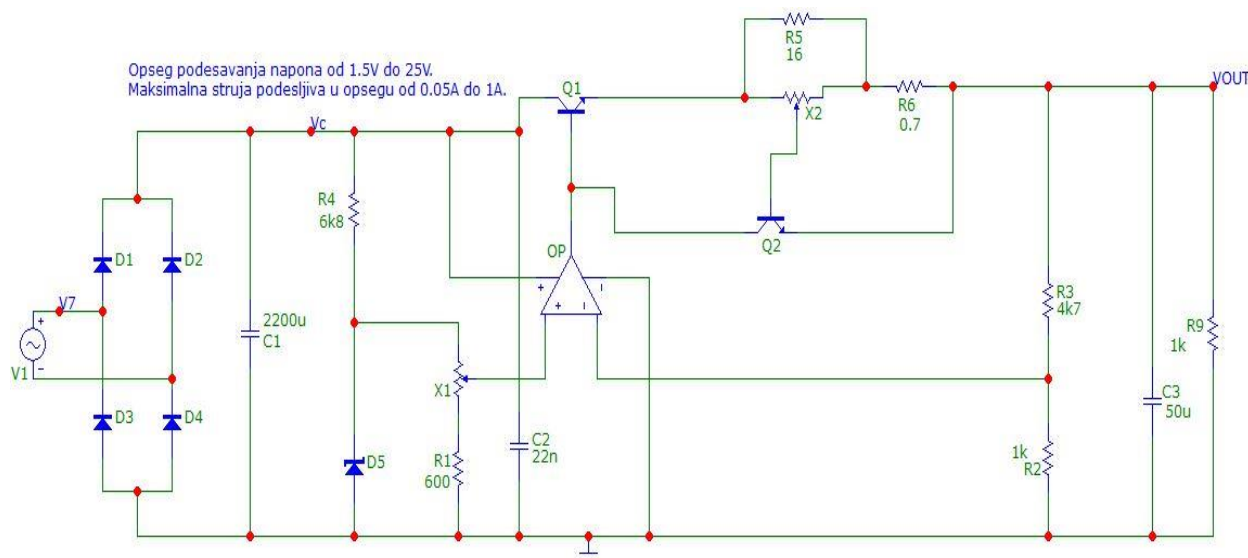 Opseg podesavanja napona od 1.5V do 25V.
Maksimalna struja podesljiva u opsegu od 0.05A do 1A.
R5
16
Q1
X2
R6
0.7
VOUT
Vc
R4
6k8
Q2
OP
D1
D2
V7
V1
2200u
C1
R3
4k7
R9
1k
X1
D3
D4
D5
R1
600
C2
22n
1k
R2
C3
50u